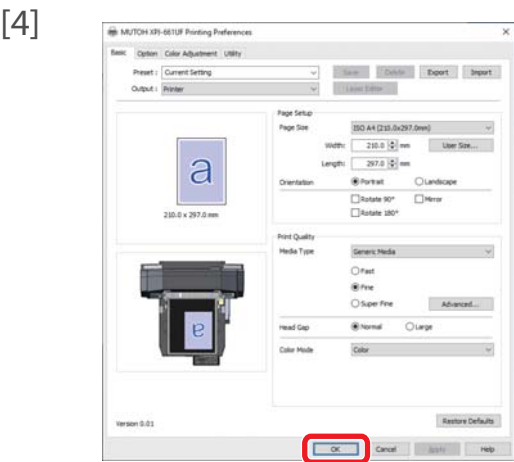 [4]
MUTOH XPJ-661UF Printing Preferences
Basic Option Color Adjustment Utility
Preset : Current Setting Save Delete Export Import
Output : Printer Layer Editor
Page Setup
Page Size ISO A4 (210.0x297.0mm)
Width: 210.0 mm User Size...
Length: 297.0 mm
Orientation Portrait Landscape
Rotate 90° Mirror
Rotate 180°
a
210.0 x 297.0 mm
Print Quality
Media Type Generic Media
Fast
Fine
Super Fine Advanced...
Head Gap Normal Large
Color Mode Color
a
Version 0.01 Restore Defaults
OK Cancel Apply Help